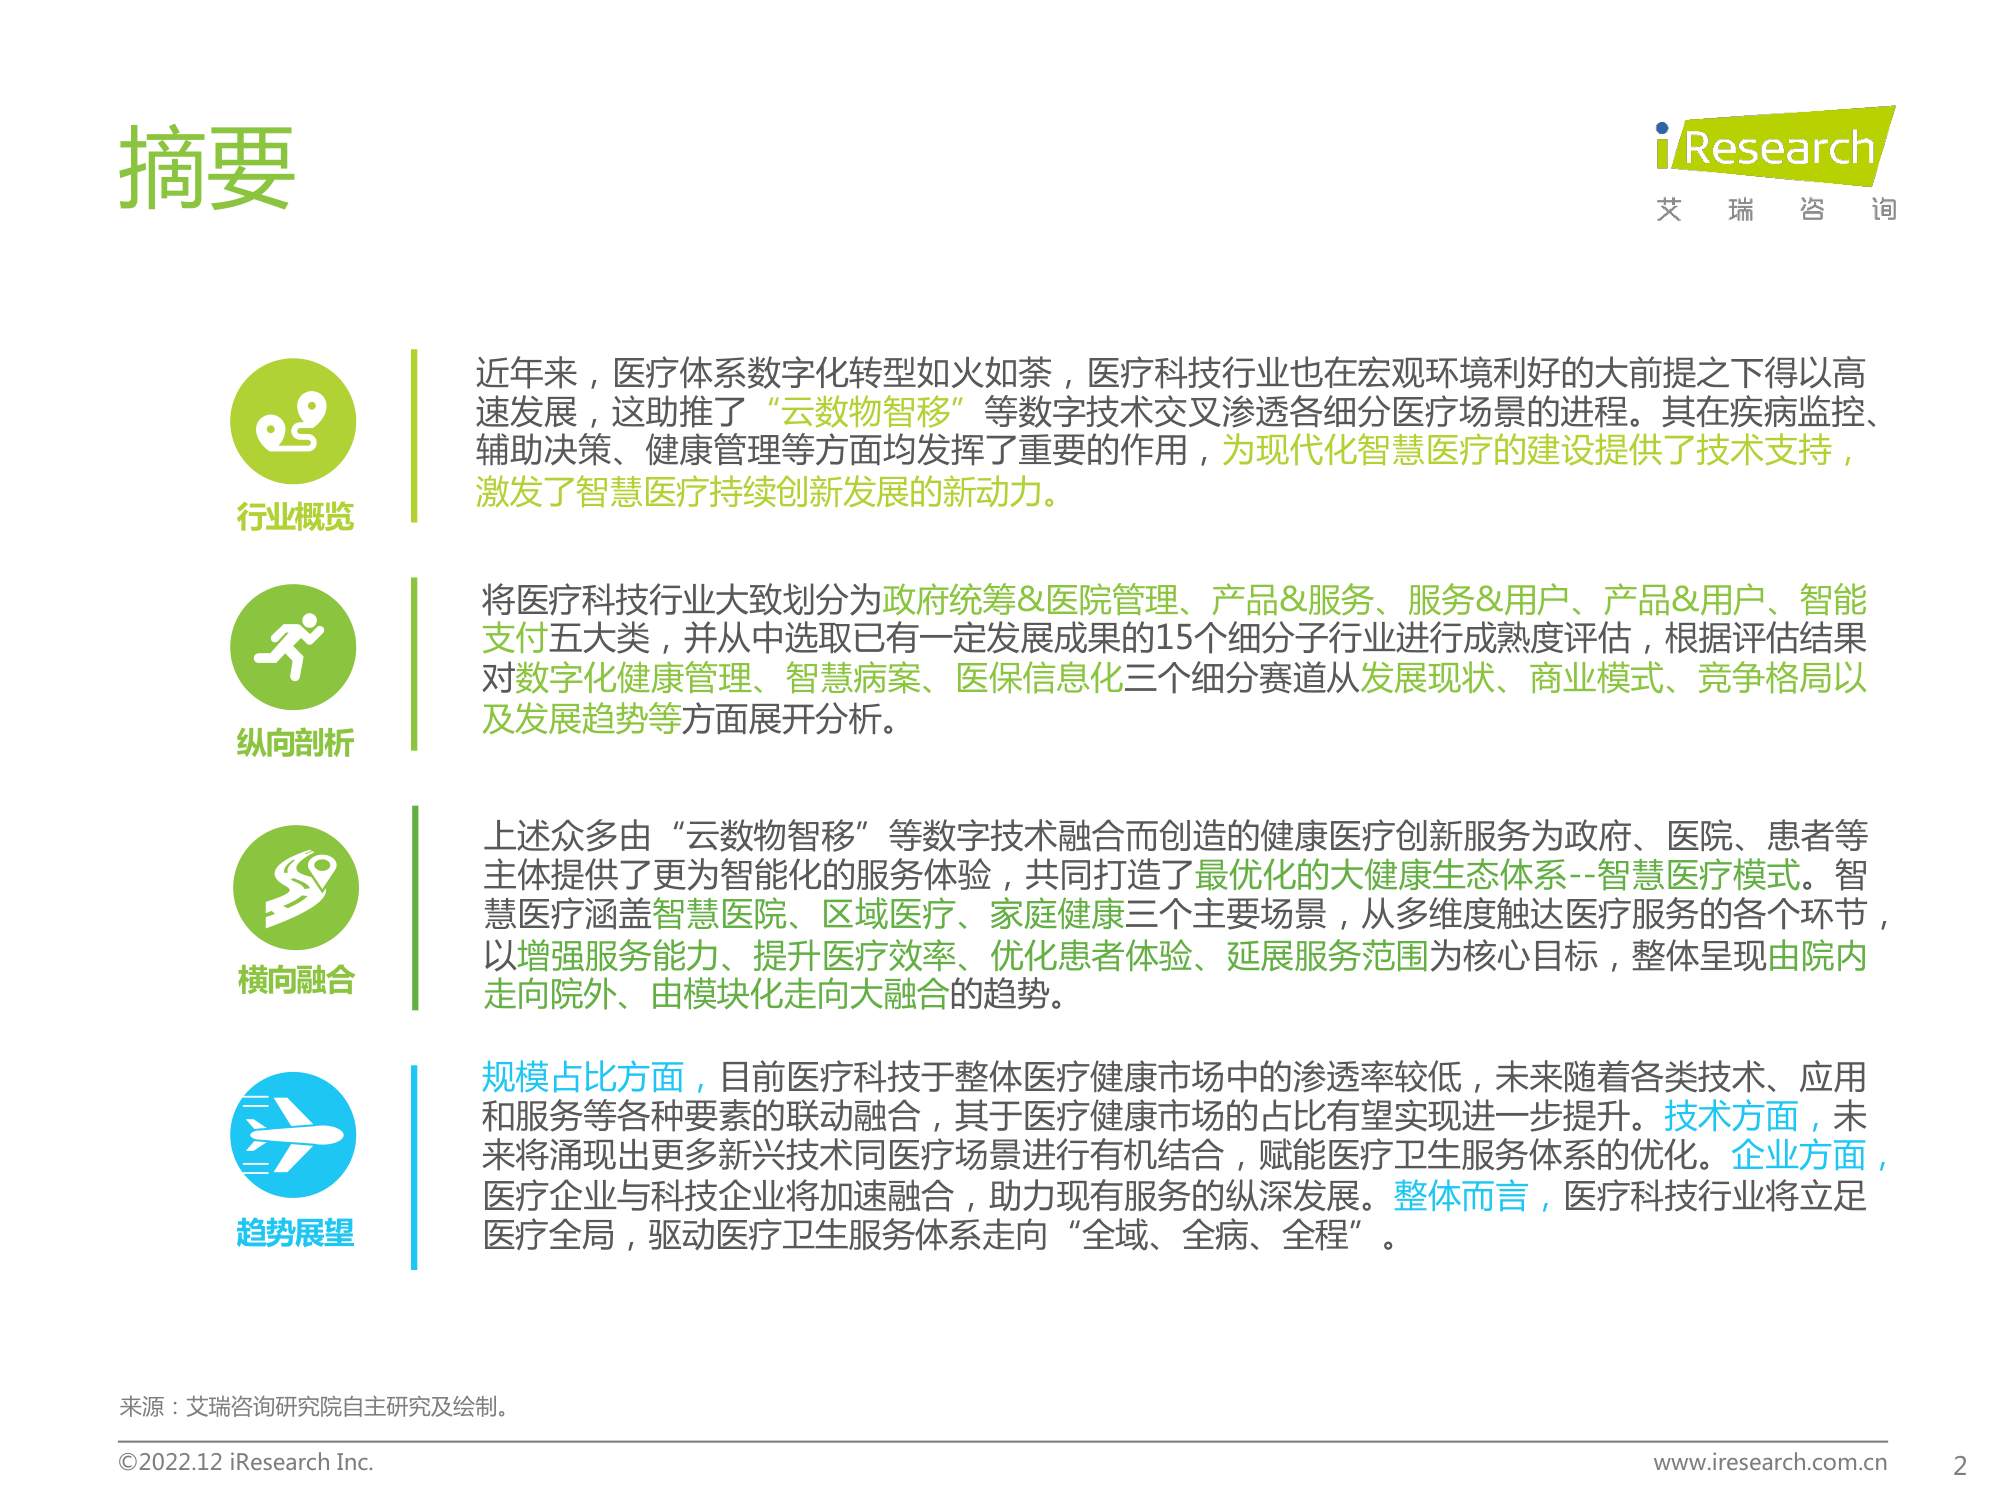 摘要
iResearch
艾瑞咨询
近年来，医疗体系数字化转型如火如荼，医疗科技行业也在宏观环境利好的大前提之下得以高
速发展，这助推了“云数物智移”等数字技术交叉渗透各细分医疗场景的进程。其在疾病监控、
辅助决策、健康管理等方面均发挥了重要的作用，为现代化智慧医疗的建设提供了技术支持，
激发了智慧医疗持续创新发展的新动力。
行业概览
将医疗科技行业大致划分为政府统筹&医院管理、产品&服务、服务&用户、产品&用户、智能
支付五大类，并从中选取已有一定发展成果的15个细分子行业进行成熟度评估，根据评估结果
对数字化健康管理、智慧病案、医保信息化三个细分赛道从发展现状、商业模式、竞争格局以
及发展趋势等方面展开分析。
纵向剖析
上述众多由“云数物智移”等数字技术融合而创造的健康医疗创新服务为政府、医院、患者等
主体提供了更为智能化的服务体验，共同打造了最优化的大健康生态体系--智慧医疗模式。智
慧医疗涵盖智慧医院、区域医疗、家庭健康三个主要场景，从多维度触达医疗服务的各个环节，
以增强服务能力、提升医疗效率、优化患者体验、延展服务范围为核心目标，整体呈现由院内
走向院外、由模块化走向大融合的趋势。
横向融合
规模占比方面，目前医疗科技于整体医疗健康市场中的渗透率较低，未来随着各类技术、应用
和服务等各种要素的联动融合，其于医疗健康市场的占比有望实现进一步提升。技术方面，未
来将涌现出更多新兴技术同医疗场景进行有机结合，赋能医疗卫生服务体系的优化。企业方面，
医疗企业与科技企业将加速融合，助力现有服务的纵深发展。整体而言，医疗科技行业将立足
医疗全局，驱动医疗卫生服务体系走向“全域、全病、全程”。
趋势展望
来源：艾瑞咨询研究院自主研究及绘制。
©2022.12 iResearch Inc.
www.iresearch.com.cn
2